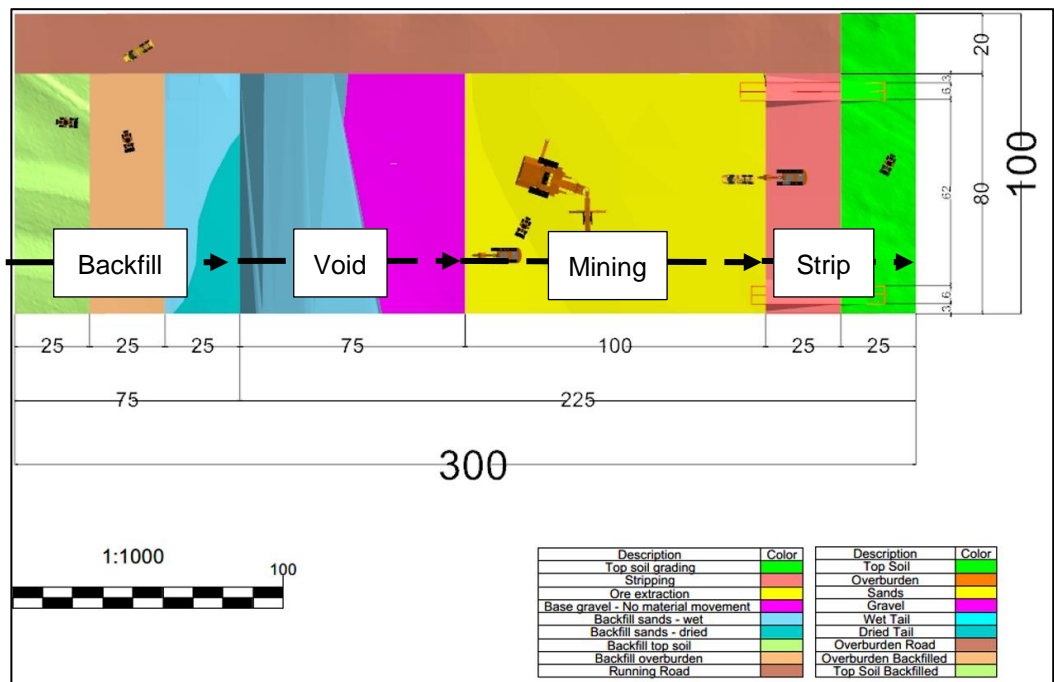 20
6.3
62
80
100
3.6
Backfill
Void
Mining
Strip
25
25
25
75
100
25
25
75
225
300
1:1000
100
Description Color
Top soil grading
Stripping
Ore extraction
Base gravel - No material movement
Backfill sands - wet
Backfill sands - dried
Backfill top soil
Backfill overburden
Running Road
Description Color
Top Soil
Overburden
Sands
Gravel
Wet Tail
Dried Tail
Overburden Road
Overburden Backfilled
Top Soil Backfilled